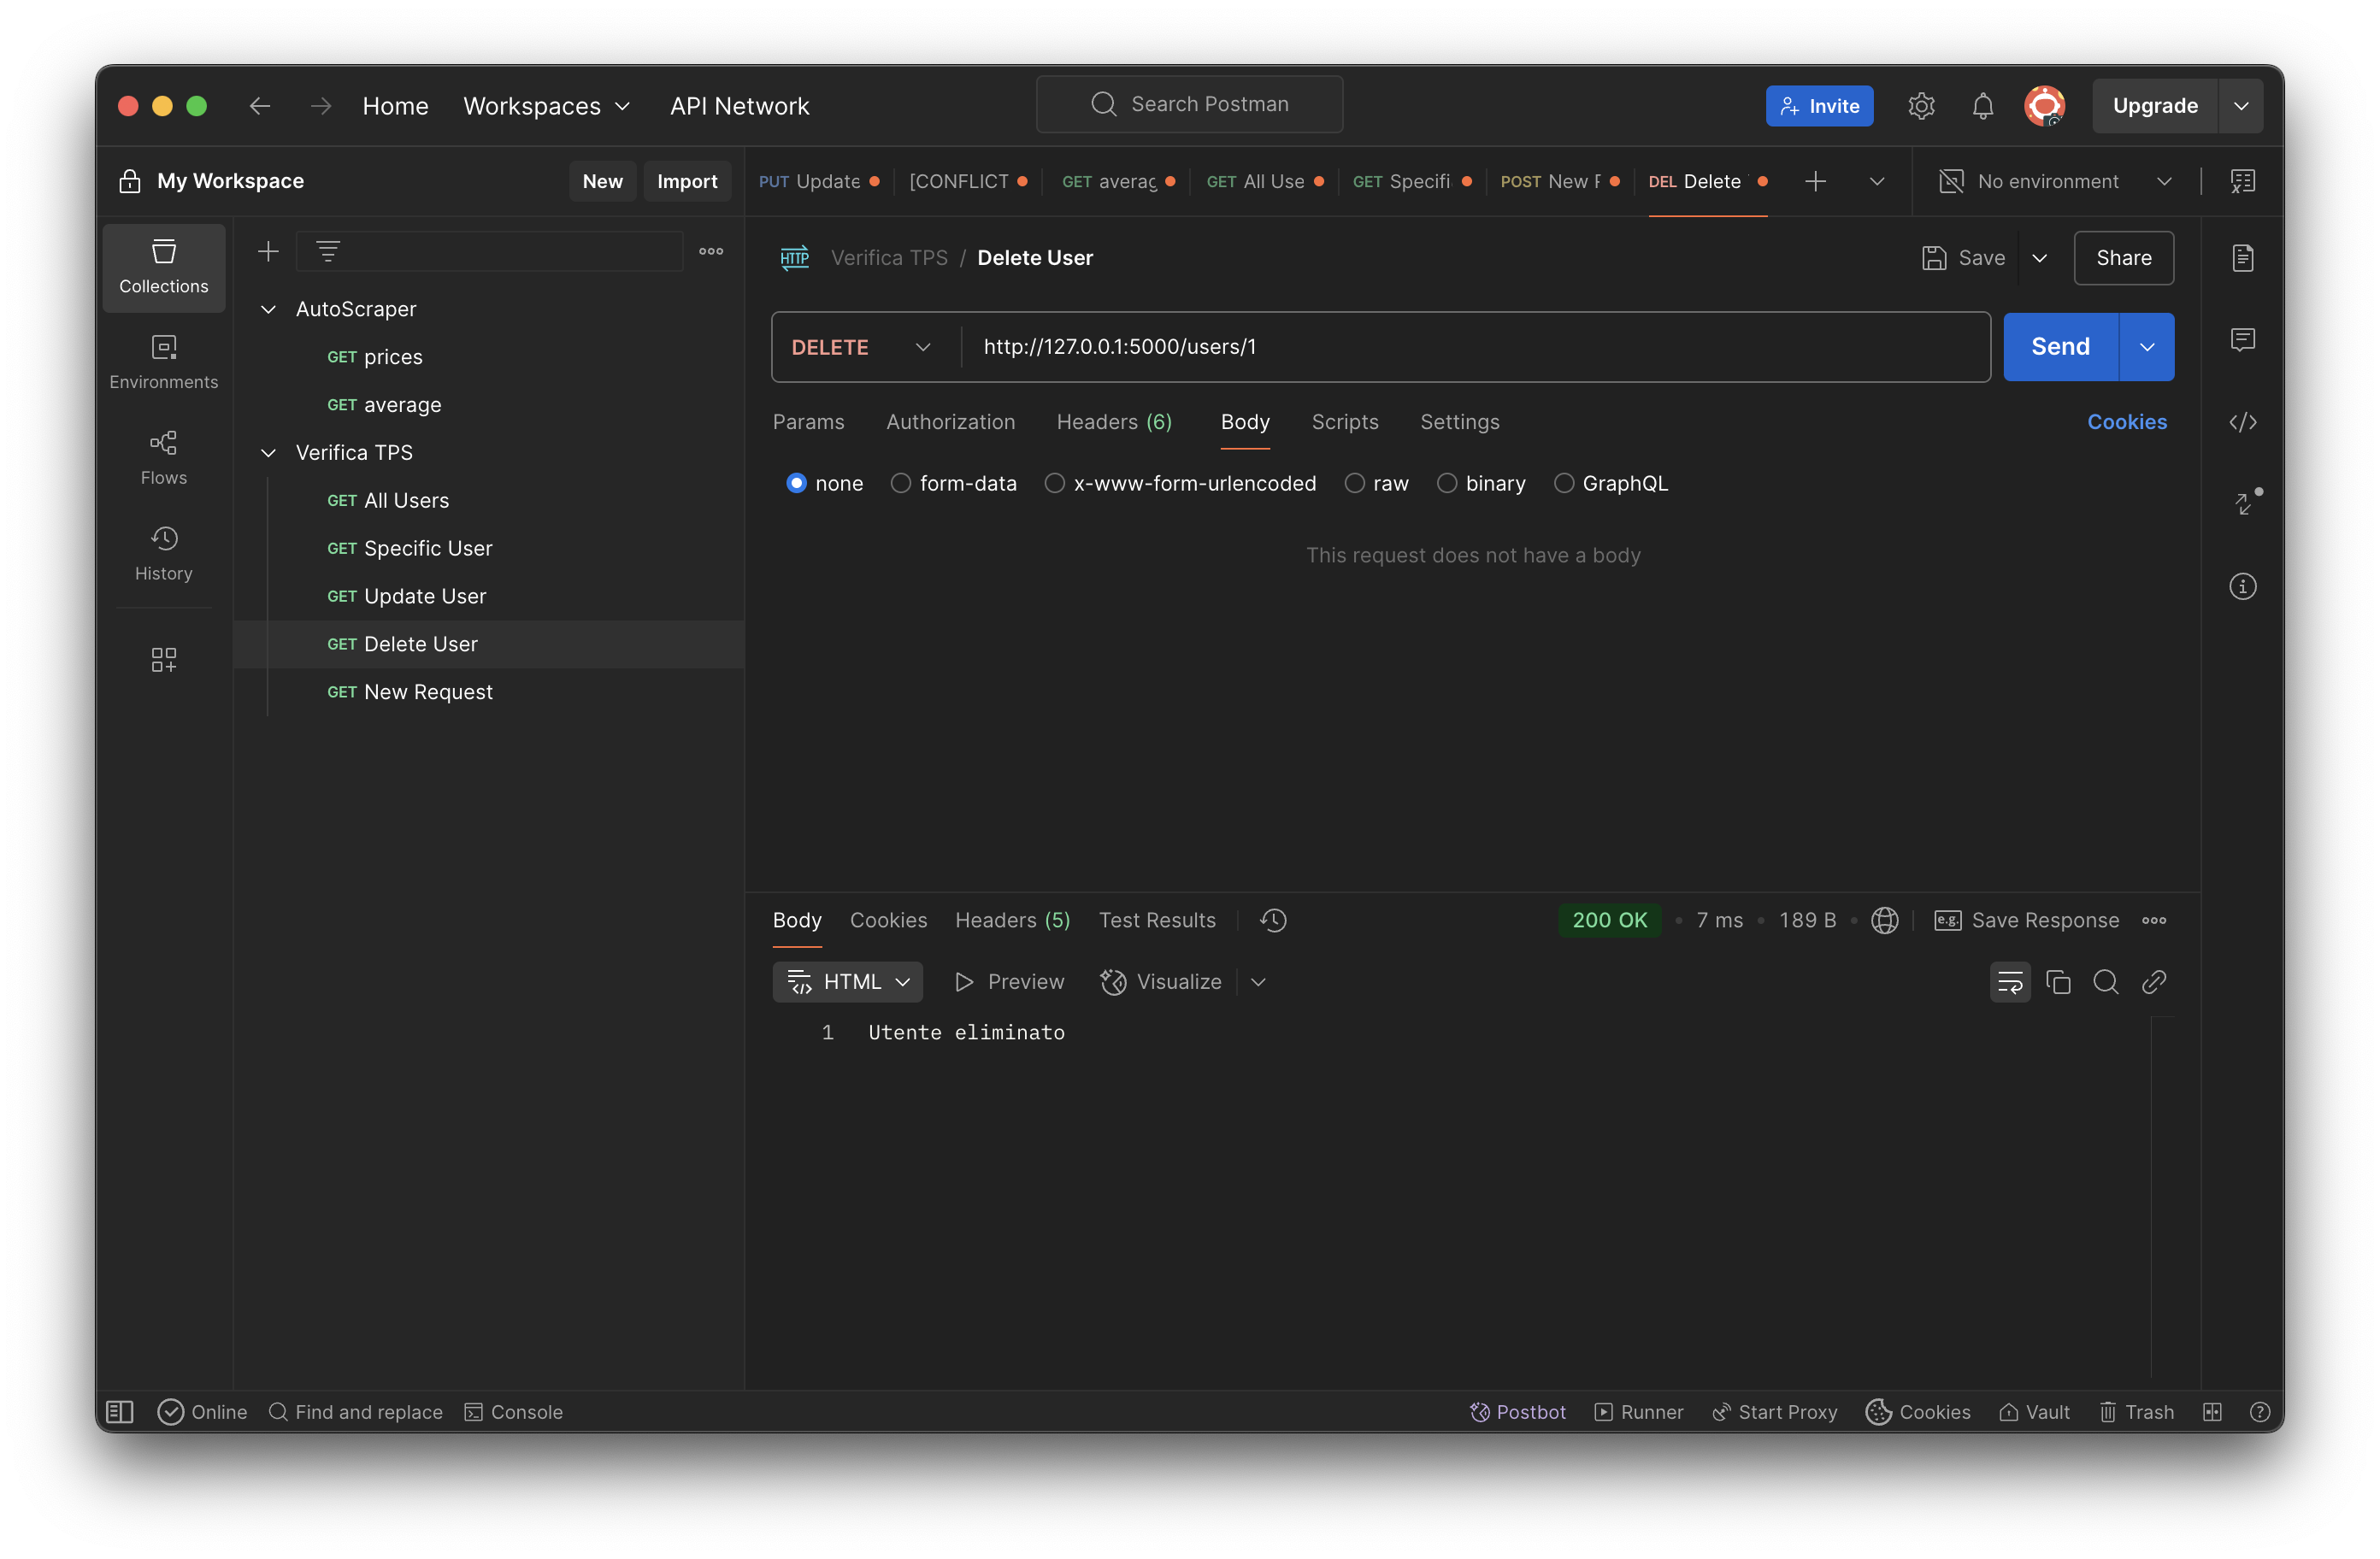 Home Workspaces API Network Search Postman Invite Upgrade
My Workspace New Import
PUT Update [CONFLICT GET averag GET All Use GET Specifi POST New F DEL Delete No environment
Collections
Environments
Flows
History
AutoScraper
GET prices
GET average
Verifica TPS
GET All Users
GET Specific User
GET Update User
GET Delete User
GET New Request
HTTP Verifica TPS / Delete User Save Share
DELETE http://127.0.0.1:5000/users/1 Send
Params Authorization Headers (6) Body Scripts Settings Cookies
none form-data x-www-form-urlencoded raw binary GraphQL
This request does not have a body
Body Cookies Headers (5) Test Results 200 OK • 7 ms • 189 B • e.g. Save Response
HTML Preview Visualize
1 Utente eliminato
Online Find and replace Console Postbot Runner Start Proxy Cookies Vault Trash